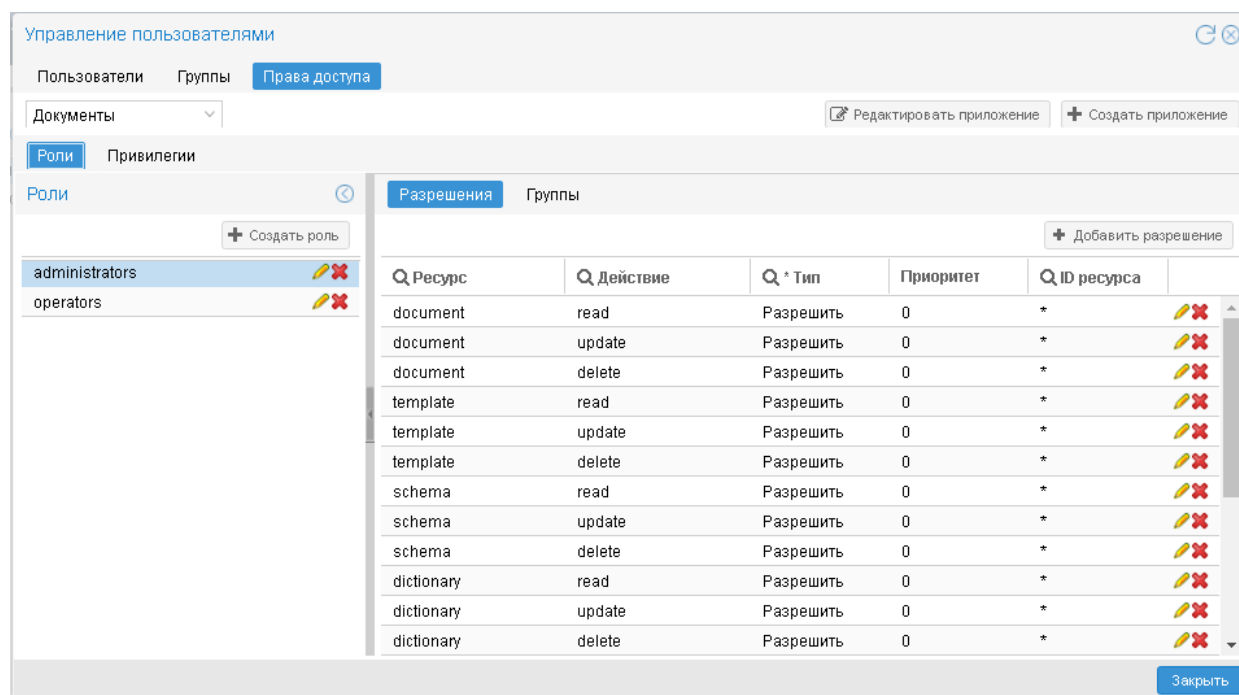 Управление пользователями
Пользователи Группы Права доступа
Документы Редактировать приложение Создать приложение
Роли Привилегии
Роли Разрешения Группы
Создать роль Добавить разрешение
administrators
operators
Ресурс Действие * Тип Приоритет ID ресурса
document read Разрешить 0 *
document update Разрешить 0 *
document delete Разрешить 0 *
template read Разрешить 0 *
template update Разрешить 0 *
template delete Разрешить 0 *
schema read Разрешить 0 *
schema update Разрешить 0 *
schema delete Разрешить 0 *
dictionary read Разрешить 0 *
dictionary update Разрешить 0 *
dictionary delete Разрешить 0 *
Закрыть